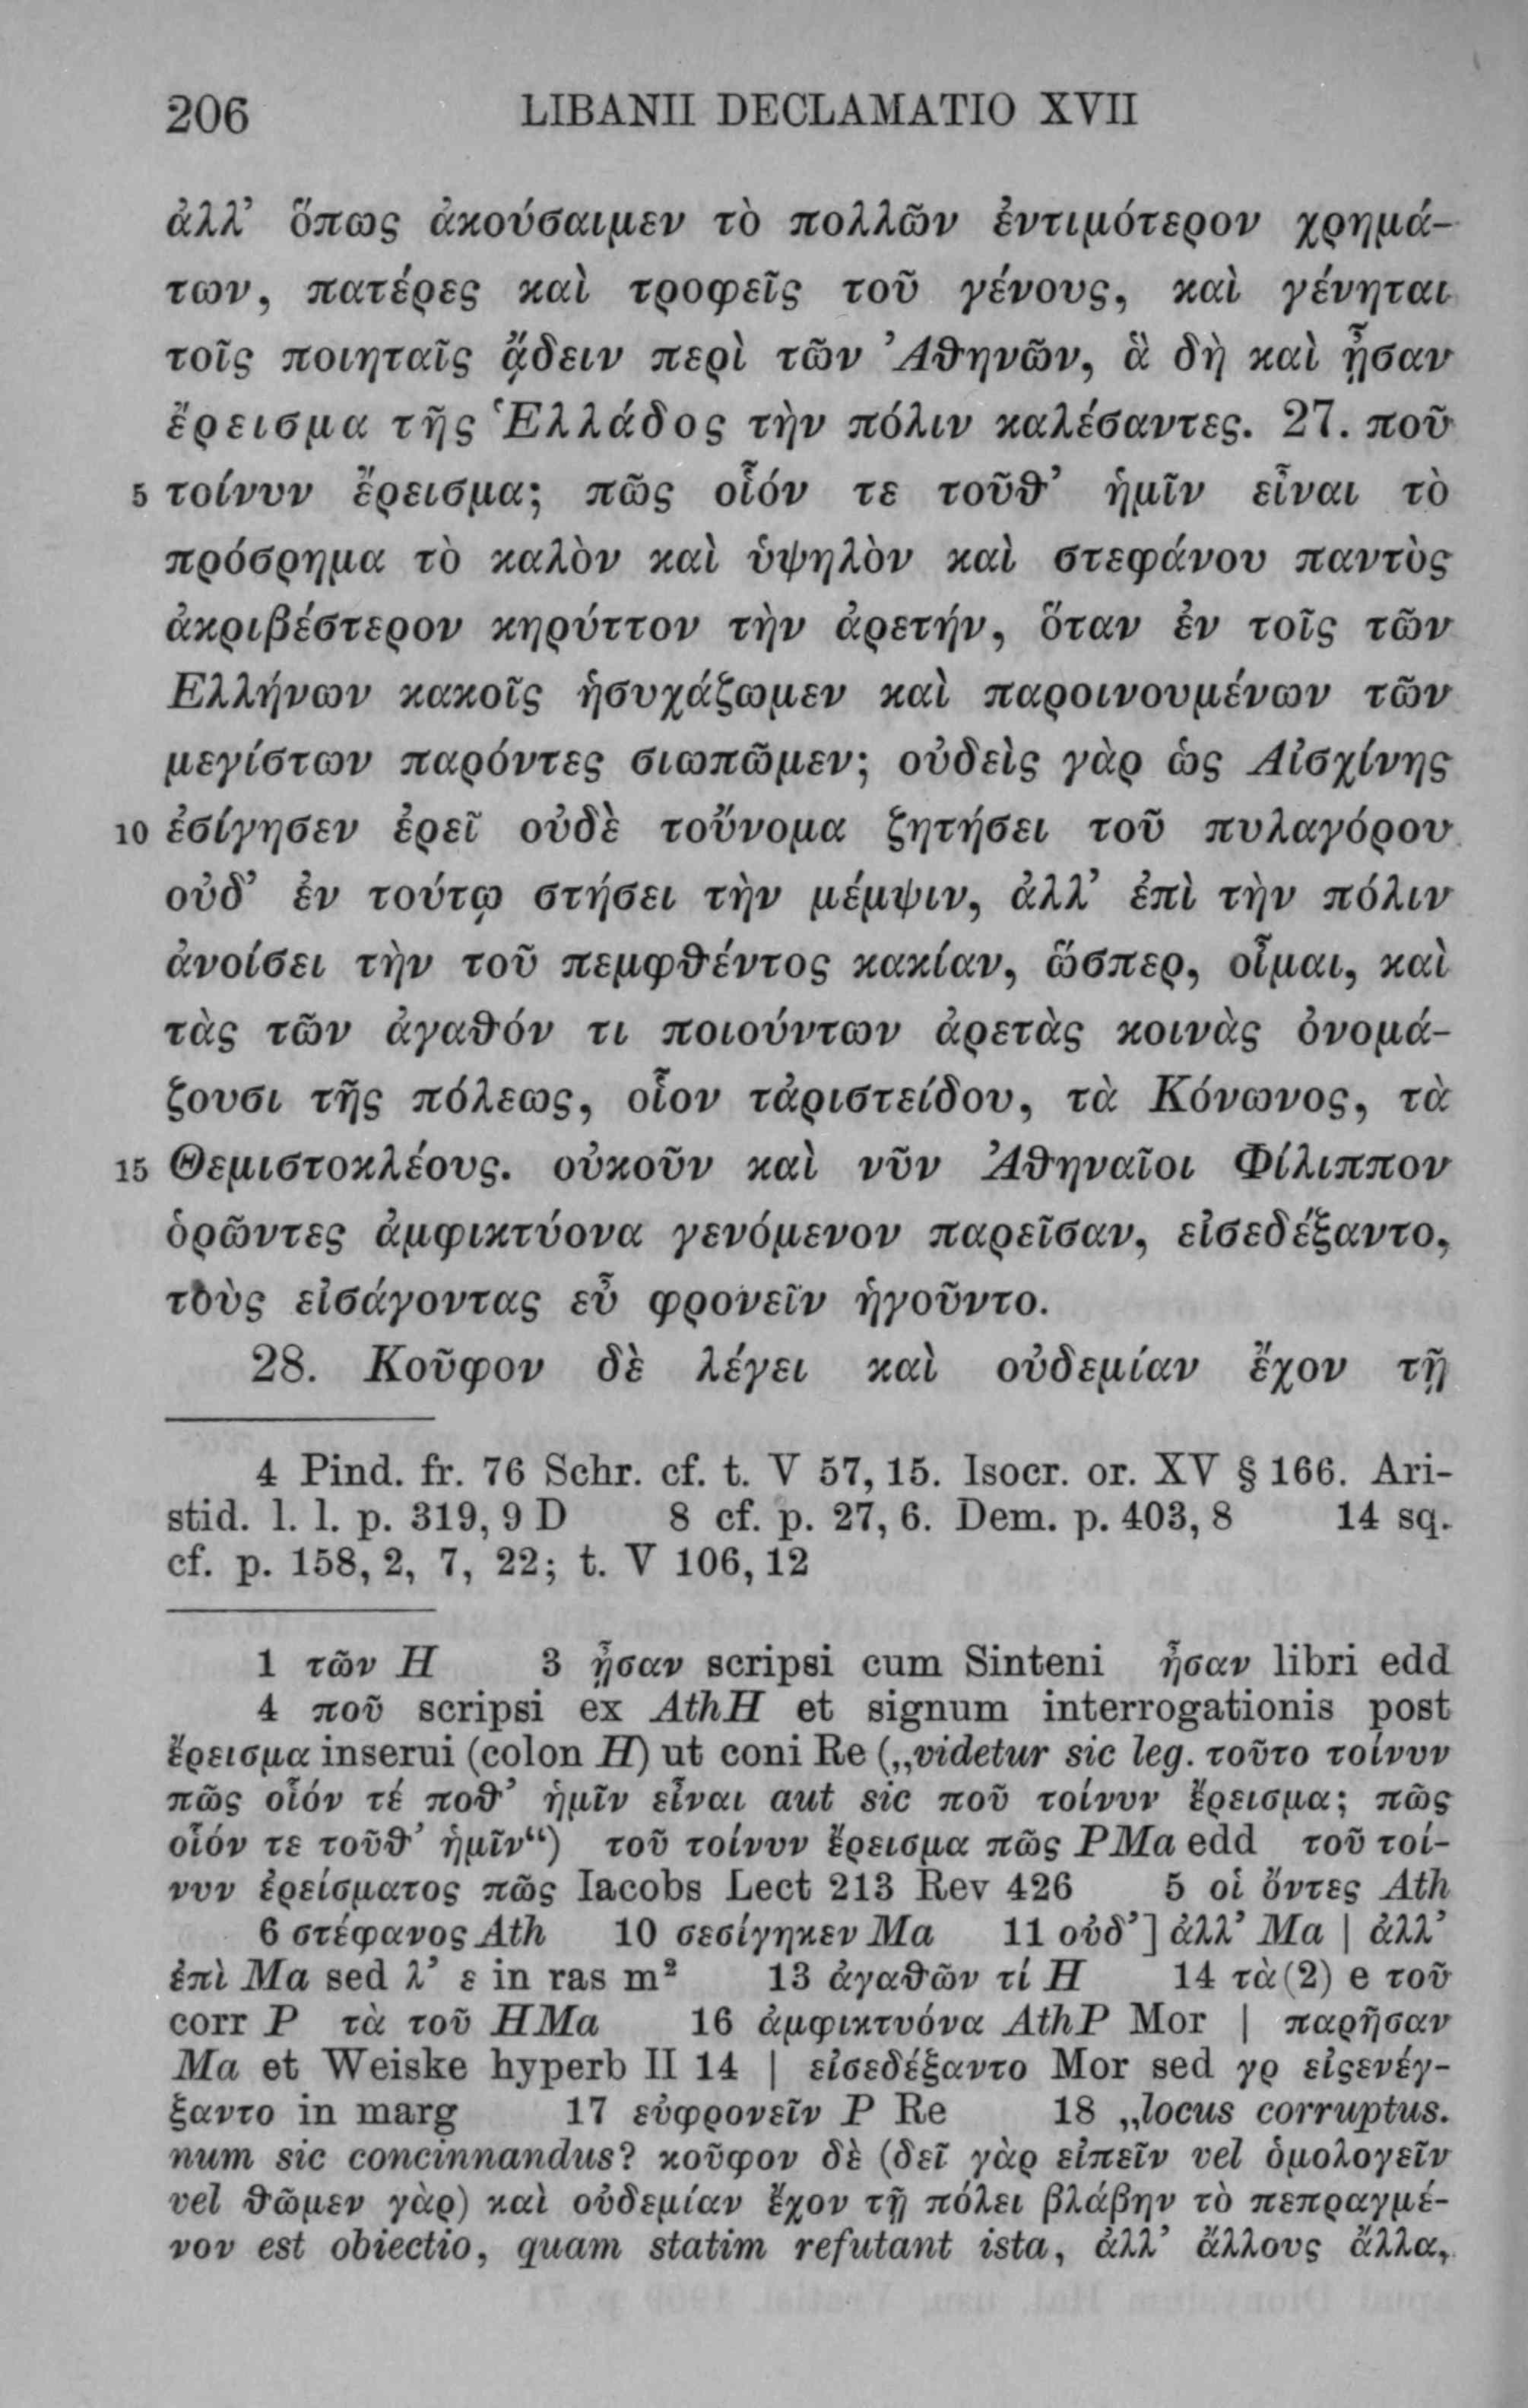 206 LIBANII DECLAMATIO XVII
ἀλλ’ ὅπως ἀκούσαιμεν τὸ πολλῶν ἐντιμότερον χρημά-
των, πατέρες καὶ τροφεῖς τοῦ γένους, καὶ γένηται
τοῖς ποιηταῖς ᾄδειν περὶ τῶν Ἀθηνῶν, ἃ δὴ καὶ ᾖσαν
ἔρεισμα τῆς Ἑλλάδος τὴν πόλιν καλέσαντες. 27. ποῦ
5 τοίνυν ἔρεισμα; πῶς οἷόν τε τοῦθ’ ἡμῖν εἶναι τὸ
πρόσρημα τὸ καλὸν καὶ ὑψηλὸν καὶ στεφάνου παντὸς
ἀκριβέστερον κηρύττον τὴν ἀρετήν, ὅταν ἐν τοῖς τῶν
Ἑλλήνων κακοῖς ἡσυχάζωμεν καὶ παροινουμένων τῶν
μεγίστων παρόντες σιωπῶμεν; οὐδεὶς γὰρ ὡς Αἰσχίνης
10 ἐσίγησεν ἐρεῖ οὐδὲ τοὔνομα ζητήσει τοῦ πυλαγόρου
οὐδ’ ἐν τούτῳ στήσει τὴν μέμψιν, ἀλλ’ ἐπὶ τὴν πόλιν
ἀνοίσει τὴν τοῦ πεμφθέντος κακίαν, ὥσπερ, οἶμαι, καὶ
τὰς τῶν ἀγαθόν τι ποιούντων ἀρετὰς κοινὰς ὀνομά-
ζουσι τῆς πόλεως, οἷον τἀριστείδου, τὰ Κόνωνος, τὰ
15 Θεμιστοκλέους. οὐκοῦν καὶ νῦν Ἀθηναῖοι Φίλιππον
ὁρῶντες ἀμφικτύονα γενόμενον παρεῖσαν, εἰσεδέξαντο,
τοὺς εἰσάγοντας εὖ φρονεῖν ἡγοῦντο.
28. Κοῦφον δὲ λέγει καὶ οὐδεμίαν ἔχον τῇ
4 Pind. fr. 76 Schr. cf. t. V 57, 15. Isocr. or. XV § 166. Ari-
stid. l. l. p. 319, 9 D 8 cf. p. 27, 6. Dem. p. 403, 8 14 sq.
cf. p. 158, 2, 7, 22; t. V 106, 12
1 τῶν H 3 ᾖσαν scripsi cum Sinteni ἦσαν libri edd
4 ποῦ scripsi ex AthH et signum interrogationis post
ἔρεισμα inserui (colon H) ut coni Re („videtur sic leg. τοῦτο τοίνυν
πῶς οἷόν τέ ποθ’ ἡμῖν εἶναι aut sic ποῦ τοίνυν ἔρεισμα; πῶς
οἷόν τε τοῦθ’ ἡμῖν“) τοῦ τοίνυν ἔρεισμα πῶς PMa edd τοῦ τοί-
νυν ἐρείσματος πῶς Iacobs Lect 213 Rev 426 5 οἱ ὄντες Ath
6 στέφανος Ath 10 σεσίγηκεν Ma 11 οὐδ’] ἀλλ’ Ma | ἀλλ’
ἐπὶ Ma sed λ’ ε in ras m² 13 ἀγαθῶν τί H 14 τὰ(2) e τοῦ
corr P τὰ τοῦ HMa 16 ἀμφικτυόνα AthP Mor | παρῆσαν
Ma et Weiske hyperb II 14 | εἰσεδέξαντο Mor sed γρ εἰςενέγ-
ξαντο in marg 17 εὐφρονεῖν P Re 18 „locus corruptus.
num sic concinnandus? κοῦφον δὲ (δεῖ γὰρ εἰπεῖν vel ὁμολογεῖν
vel θῶμεν γὰρ) καὶ οὐδεμίαν ἔχον τῇ πόλει βλάβην τὸ πεπραγμέ-
νον est obiectio, quam statim refutant ista, ἀλλ’ ἄλλους ἄλλα,